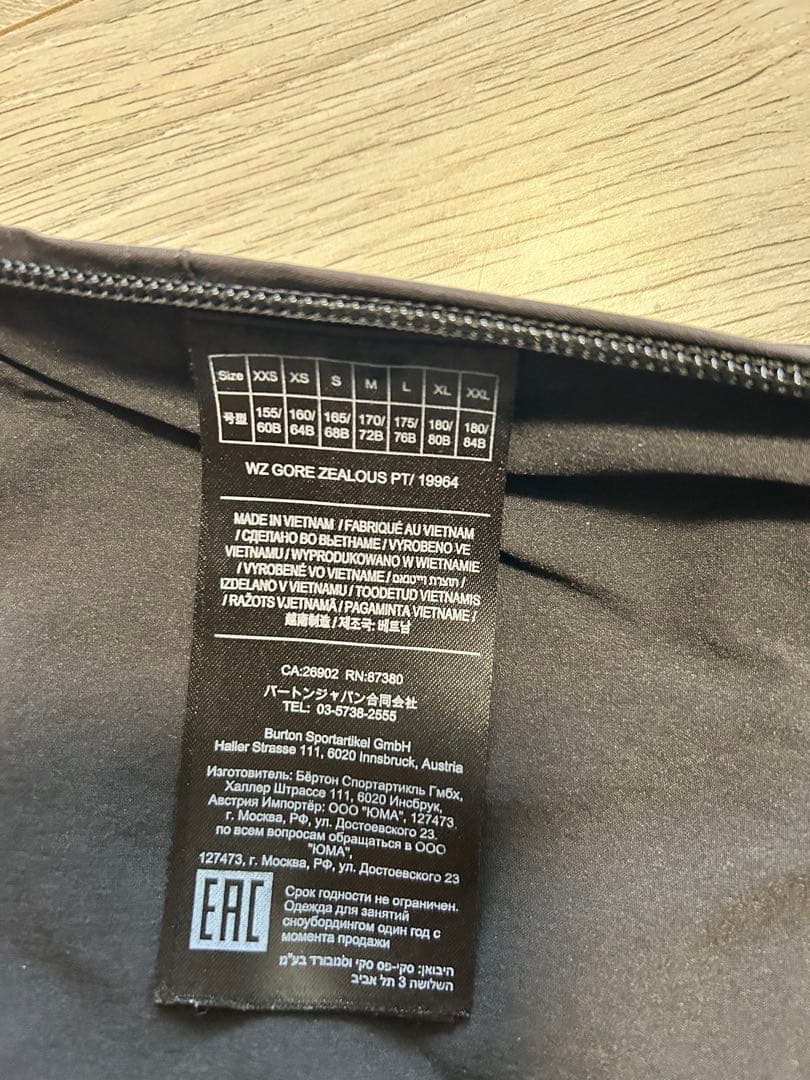 Size XXS XS S M L XL XXL
号型 155/60B 160/64B 165/68B 170/72B 175/76B 180/80B 180/84B
WZ GORE ZEALOUS PT/ 19964
MADE IN VIETNAM / FABRIQUÉ AU VIETNAM
/ СДЕЛАНО ВО ВЬЕТНАМЕ / VYROBENO VE
VIETNAMU / WYPRODUKOWANO W WIETNAMIE
/ VYROBENÉ VO VIETNAME / תוצרת וייטנאם /
IZDELANO V VIETNAMU / TOODETUD VIETNAMIS
/ RAŽOTS VJETNAMĀ / PAGAMINTA VIETNAME /
越南制造 / 제조국: 베트남
CA:26902 RN:87380
バートンジャパン合同会社
TEL: 03-5738-2555
Burton Sportartikel GmbH
Haller Strasse 111, 6020 Innsbruck, Austria
Изготовитель: Бёртон Спортартикль Гмбх,
Халлер Штрассе 111, 6020 Инсбрук,
Австрия Импортёр: ООО "ЮМА", 127473,
г. Москва, РФ, ул. Достоевского 23.
по всем вопросам обращаться в ООО
"ЮМА",
127473, г. Москва, РФ, ул. Достоевского 23
EAC
Срок годности не ограничен.
Одежда для занятий
сноубордингом один год с
момента продажи
היבואן: סקי-פס סקי וסנובורד בע"מ
השלושה 3 תל אביב